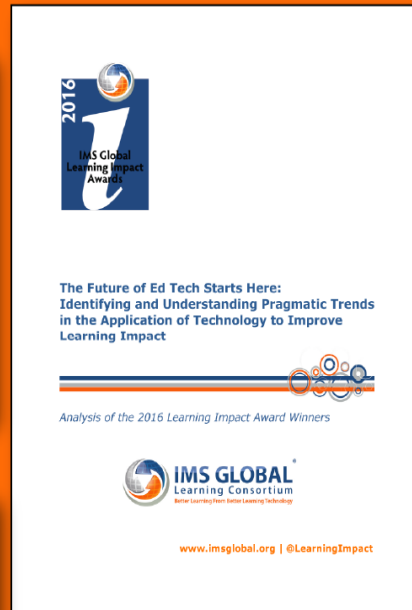 2016
i
IMS Global
Learning Impact
Awards
The Future of Ed Tech Starts Here:
Identifying and Understanding Pragmatic Trends
in the Application of Technology to Improve
Learning Impact
Analysis of the 2016 Learning Impact Award Winners
IMS GLOBAL®
Learning Consortium
Better Learning From Better Learning Technology
www.imsglobal.org | @LearningImpact